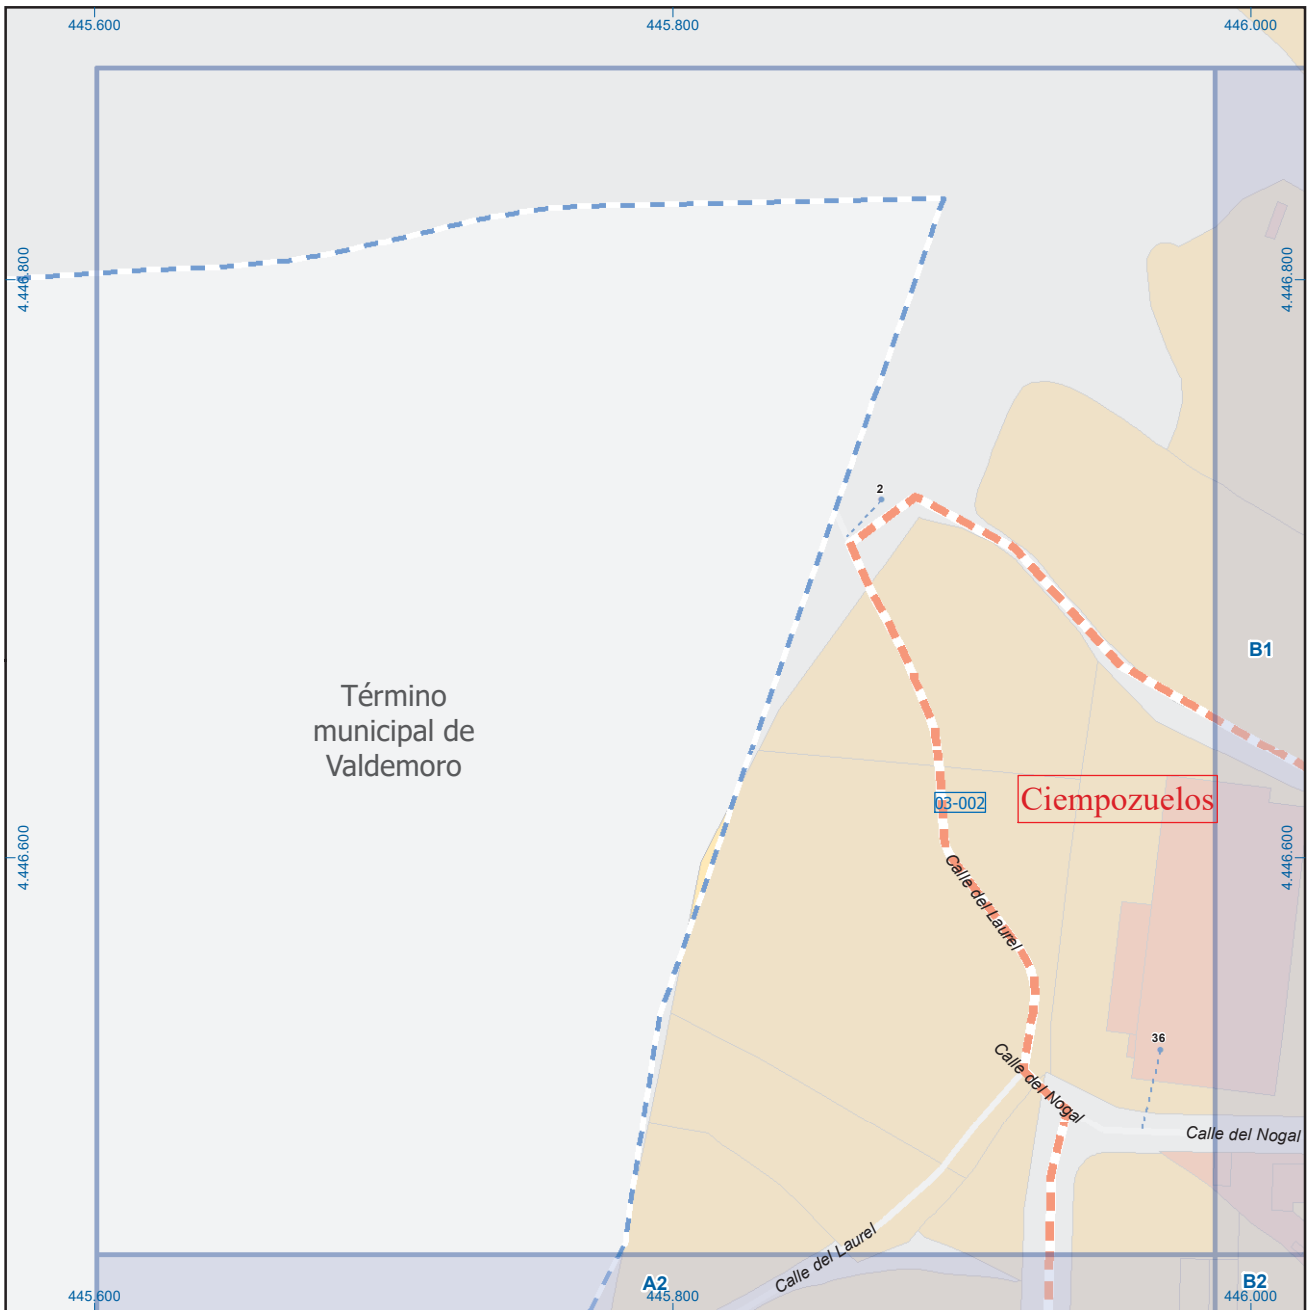 445.600
445.800
446.000
4.446.800
4.446.800
2
B1
Término
municipal de
Valdemoro
03-002
Ciempozuelos
4.446.600
4.446.600
Calle del Laurel
36
Calle del Nogal
Calle del Nogal
Calle del Laurel
A2
B2
445.600
445.800
446.000